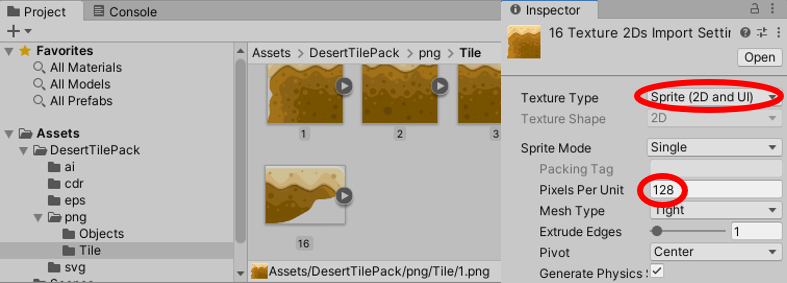 Project
Console
Favorites
All Materials
All Models
All Prefabs
Assets
DesertTilePack
ai
cdr
eps
png
Objects
Tile
svg
Assets > DesertTilePack > png > Tile
1
2
3
16
Assets/DesertTilePack/png/Tile/1.png
Inspector
16 Texture 2Ds Import Settin
Open
Texture Type Sprite (2D and UI)
Texture Shape 2D
Sprite Mode Single
Packing Tag
Pixels Per Unit 128
Mesh Type Tight
Extrude Edges 1
Pivot Center
Generate Physics S